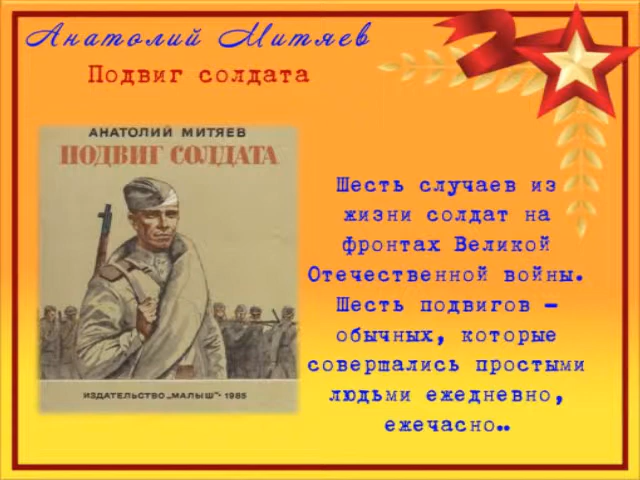 Анатолий Митяев
Подвиг солдата
АНАТОЛИЙ МИТЯЕВ
ПОДВИГ СОЛДАТА
ИЗДАТЕЛЬСТВО „МАЛЫШ"· 1985
Шесть случаев из
жизни солдат на
фронтах Великой
Отечественной войны.
Шесть подвигов –
обычных, которые
совершались простыми
людьми ежедневно,
ежечасно..